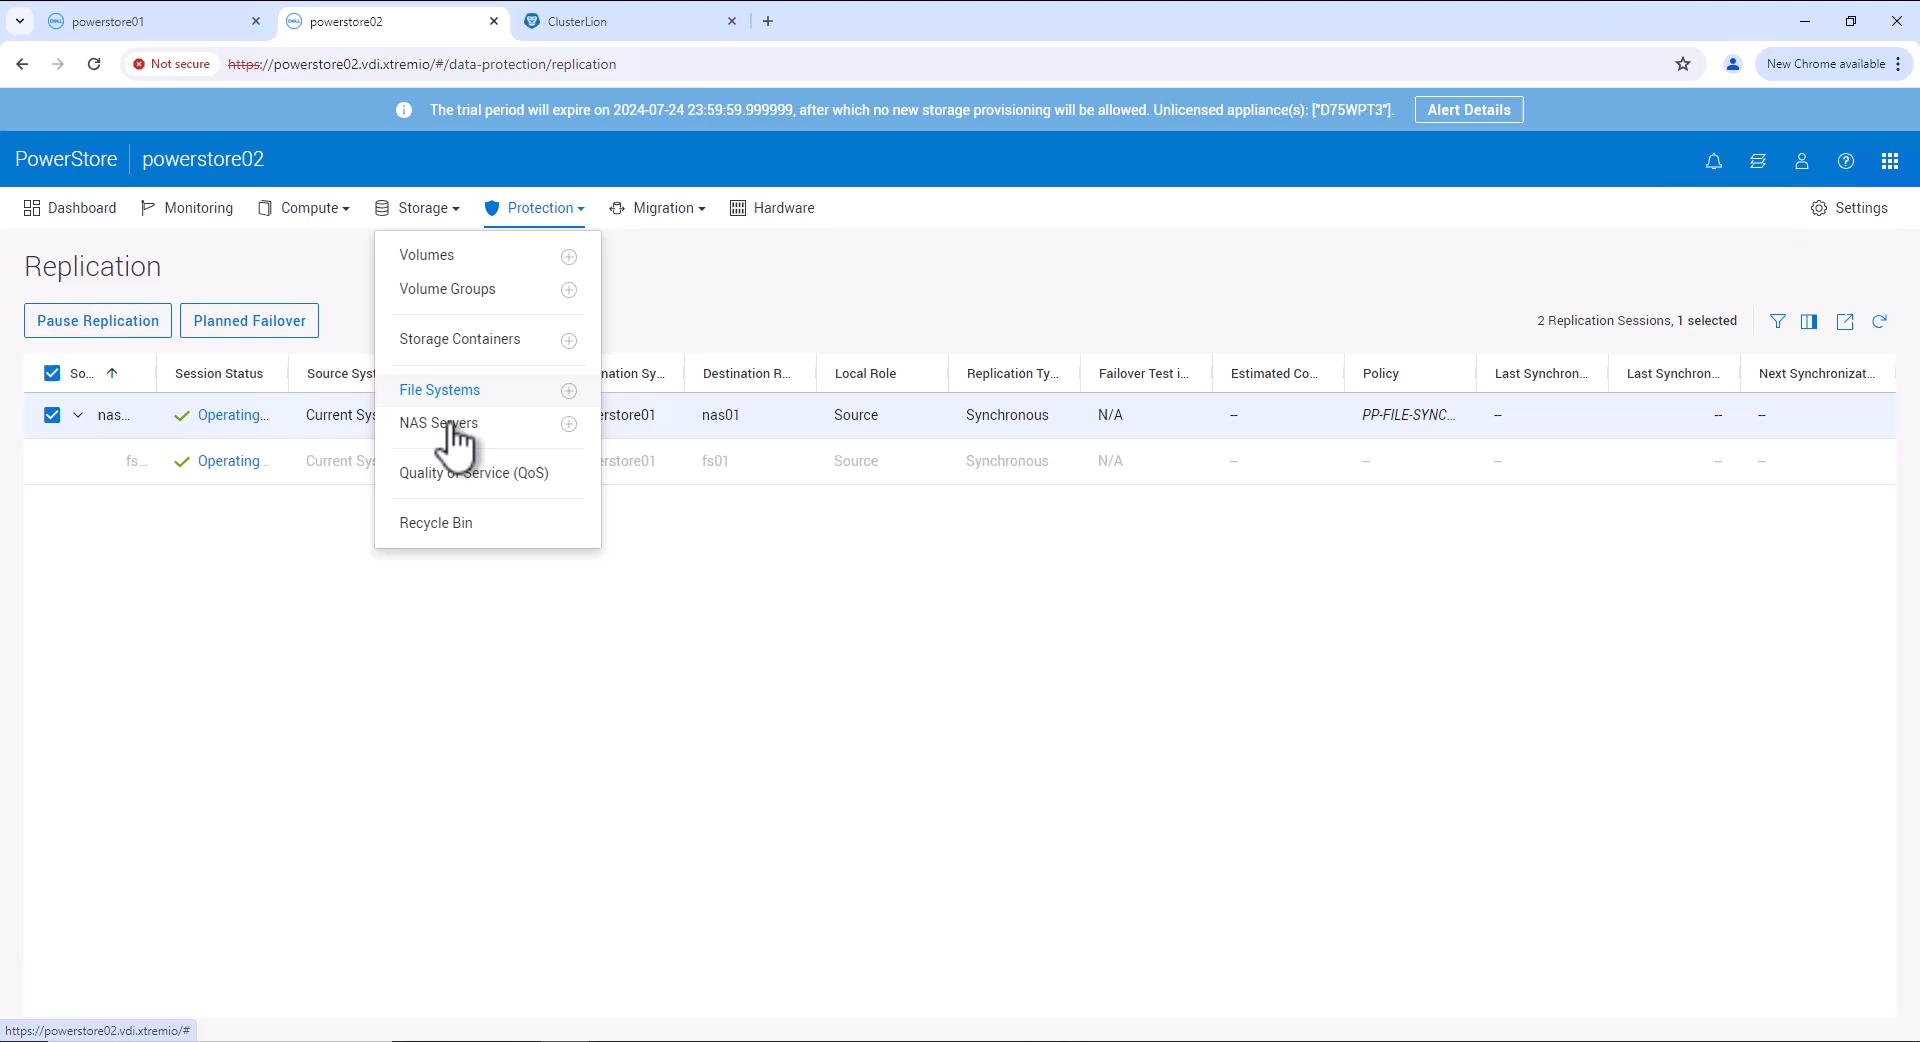 powerstore01
powerstore02
ClusterLion
Not secure
https://powerstore02.vdi.xtremio/#/data-protection/replication
New Chrome available
The trial period will expire on 2024-07-24 23:59:59.999999, after which no new storage provisioning will be allowed. Unlicensed appliance(s): ["D75WPT3"].
Alert Details
PowerStore
powerstore02
Dashboard
Monitoring
Compute
Storage
Protection
Migration
Hardware
Settings
Volumes
Volume Groups
Storage Containers
File Systems
NAS Servers
Quality of Service (QoS)
Recycle Bin
Replication
Pause Replication
Planned Failover
2 Replication Sessions, 1 selected
So... Session Status Source Syst nation Sy... Destination R... Local Role Replication Ty... Failover Test i... Estimated Co... Policy Last Synchron... Last Synchron... Next Synchronizat...
nas... Operating... Current Sys erstore01 nas01 Source Synchronous N/A -- PP-FILE-SYNC... -- -- --
fs... Operating... Current Sys erstore01 fs01 Source Synchronous N/A -- -- -- -- --
https://powerstore02.vdi.xtremio/#